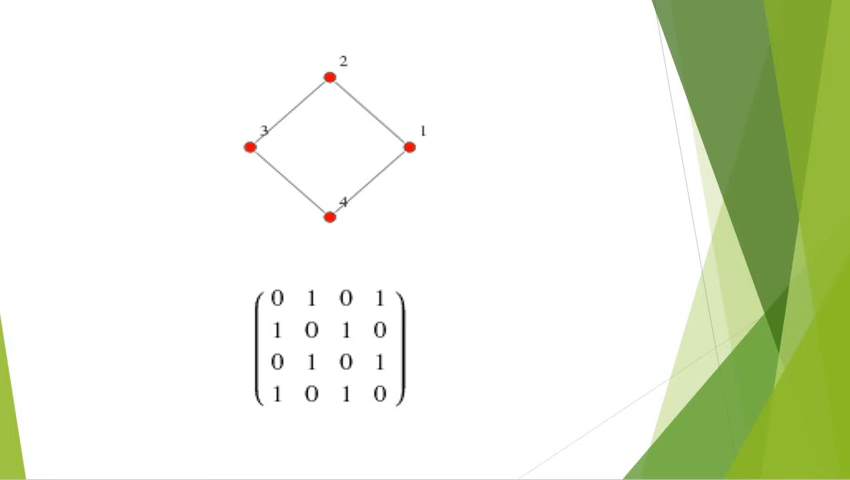 2
3
1
4
0 1 0 1
1 0 1 0
0 1 0 1
1 0 1 0